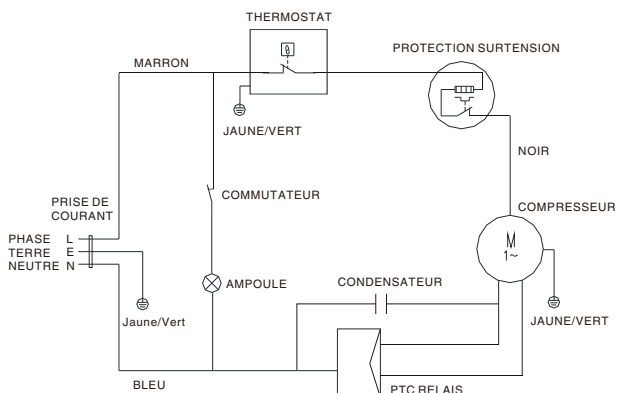 THERMOSTAT
PROTECTION SURTENSION
MARRON
JAUNE/VERT
NOIR
COMMUTATEUR
PRISE DE
COURANT
COMPRESSEUR
PHASE L
TERRE E
NEUTRE N
M
1~
AMPOULE
CONDENSATEUR
Jaune/Vert
JAUNE/VERT
BLEU
PTC RELAIS